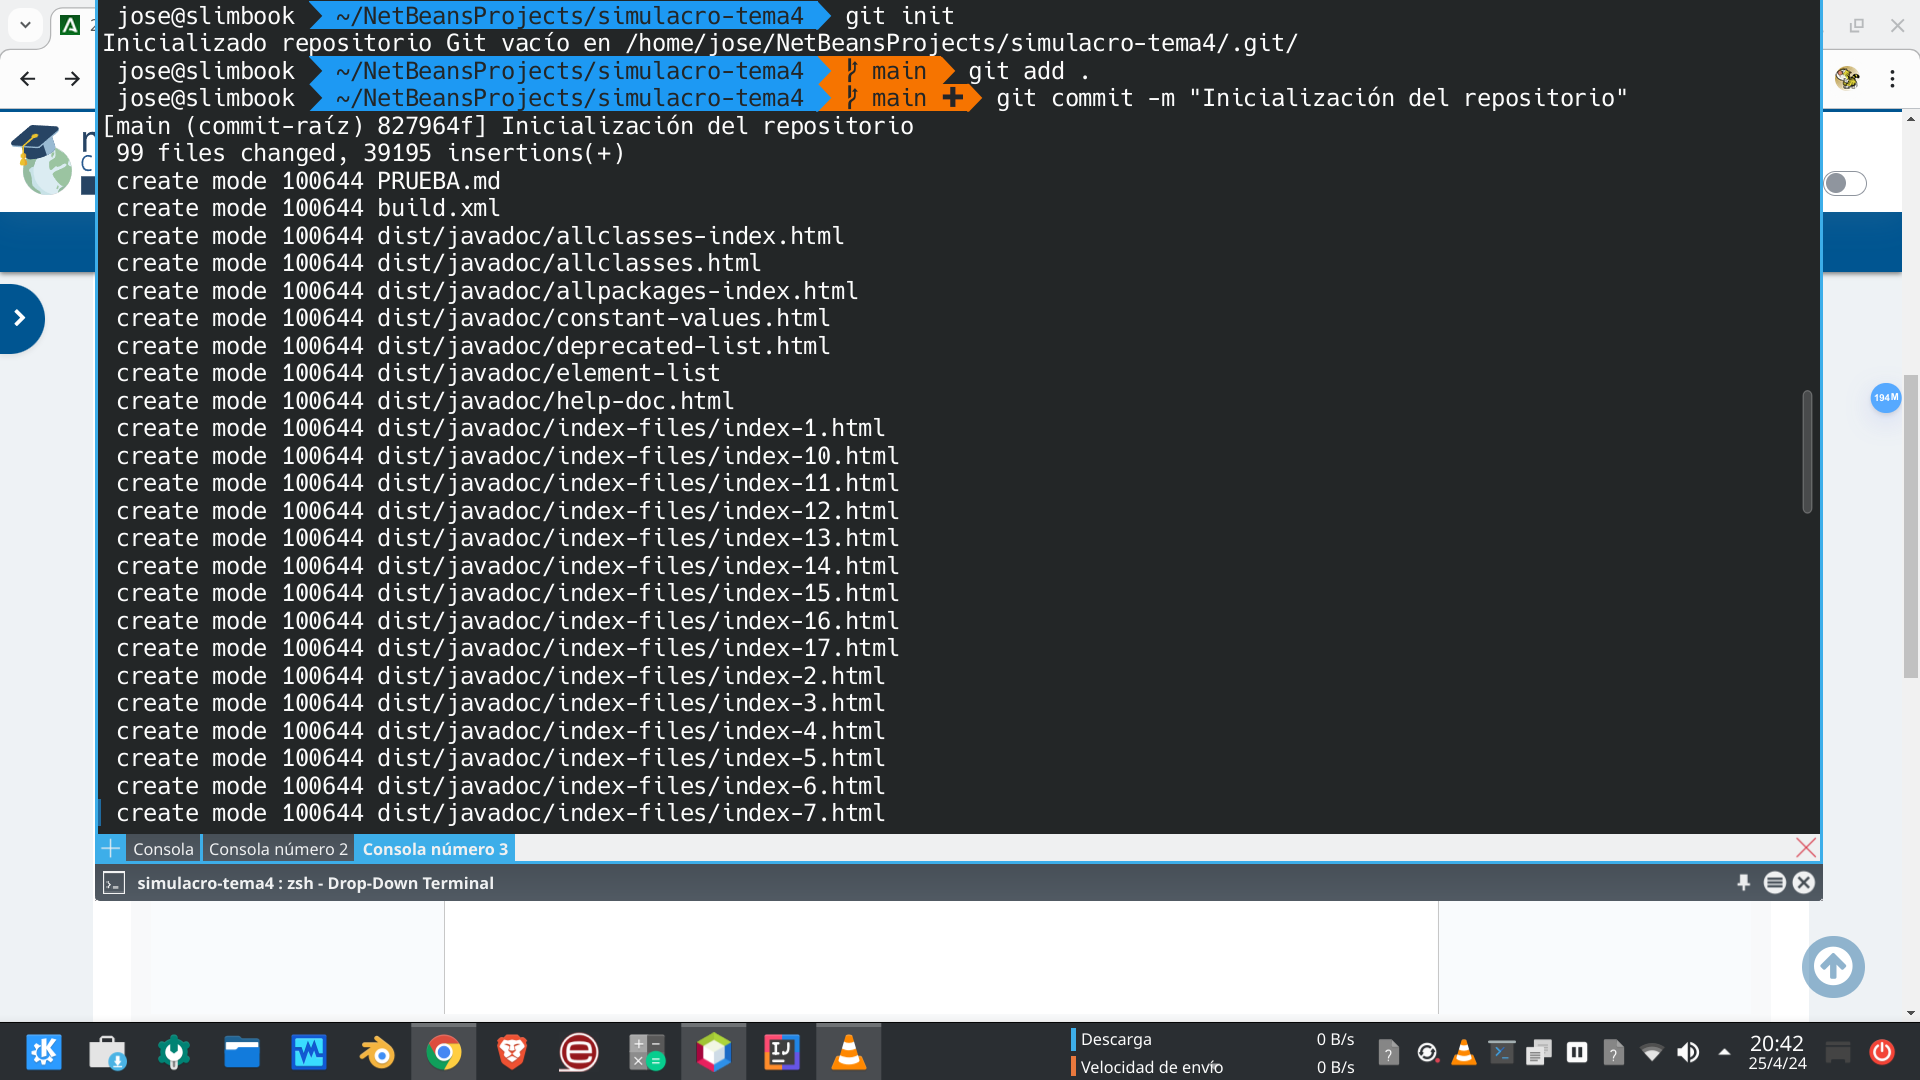 jose@slimbook ~/NetBeansProjects/simulacro-tema4 git init
Inicializado repositorio Git vacío en /home/jose/NetBeansProjects/simulacro-tema4/.git/
jose@slimbook ~/NetBeansProjects/simulacro-tema4 main git add .
jose@slimbook ~/NetBeansProjects/simulacro-tema4 main + git commit -m "Inicialización del repositorio"
[main (commit-raíz) 827964f] Inicialización del repositorio
99 files changed, 39195 insertions(+)
create mode 100644 PRUEBA.md
create mode 100644 build.xml
create mode 100644 dist/javadoc/allclasses-index.html
create mode 100644 dist/javadoc/allclasses.html
create mode 100644 dist/javadoc/allpackages-index.html
create mode 100644 dist/javadoc/constant-values.html
create mode 100644 dist/javadoc/deprecated-list.html
create mode 100644 dist/javadoc/element-list
create mode 100644 dist/javadoc/help-doc.html
create mode 100644 dist/javadoc/index-files/index-1.html
create mode 100644 dist/javadoc/index-files/index-10.html
create mode 100644 dist/javadoc/index-files/index-11.html
create mode 100644 dist/javadoc/index-files/index-12.html
create mode 100644 dist/javadoc/index-files/index-13.html
create mode 100644 dist/javadoc/index-files/index-14.html
create mode 100644 dist/javadoc/index-files/index-15.html
create mode 100644 dist/javadoc/index-files/index-16.html
create mode 100644 dist/javadoc/index-files/index-17.html
create mode 100644 dist/javadoc/index-files/index-2.html
create mode 100644 dist/javadoc/index-files/index-3.html
create mode 100644 dist/javadoc/index-files/index-4.html
create mode 100644 dist/javadoc/index-files/index-5.html
create mode 100644 dist/javadoc/index-files/index-6.html
create mode 100644 dist/javadoc/index-files/index-7.html
194M
Consola Consola número 2 Consola número 3
simulacro-tema4 : zsh - Drop-Down Terminal
Descarga 0 B/s
Velocidad de envío 0 B/s
20:42
25/4/24